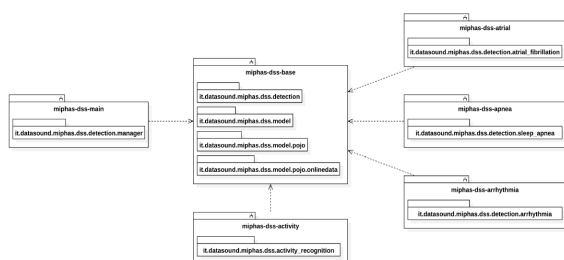 miphas-dss-atrial
it.datasound.miphas.dss.detection.atrial_fibrillation
miphas-dss-base
it.datasound.miphas.dss.detection
it.datasound.miphas.dss.model
it.datasound.miphas.dss.model.pojo
it.datasound.miphas.dss.model.pojo.onlinedata
miphas-dss-main
it.datasound.miphas.dss.detection.manager
miphas-dss-apnea
it.datasound.miphas.dss.detection.sleep_apnea
miphas-dss-arrhythmia
it.datasound.miphas.dss.detection.arrhythmia
miphas-dss-activity
it.datasound.miphas.dss.activity_recognition